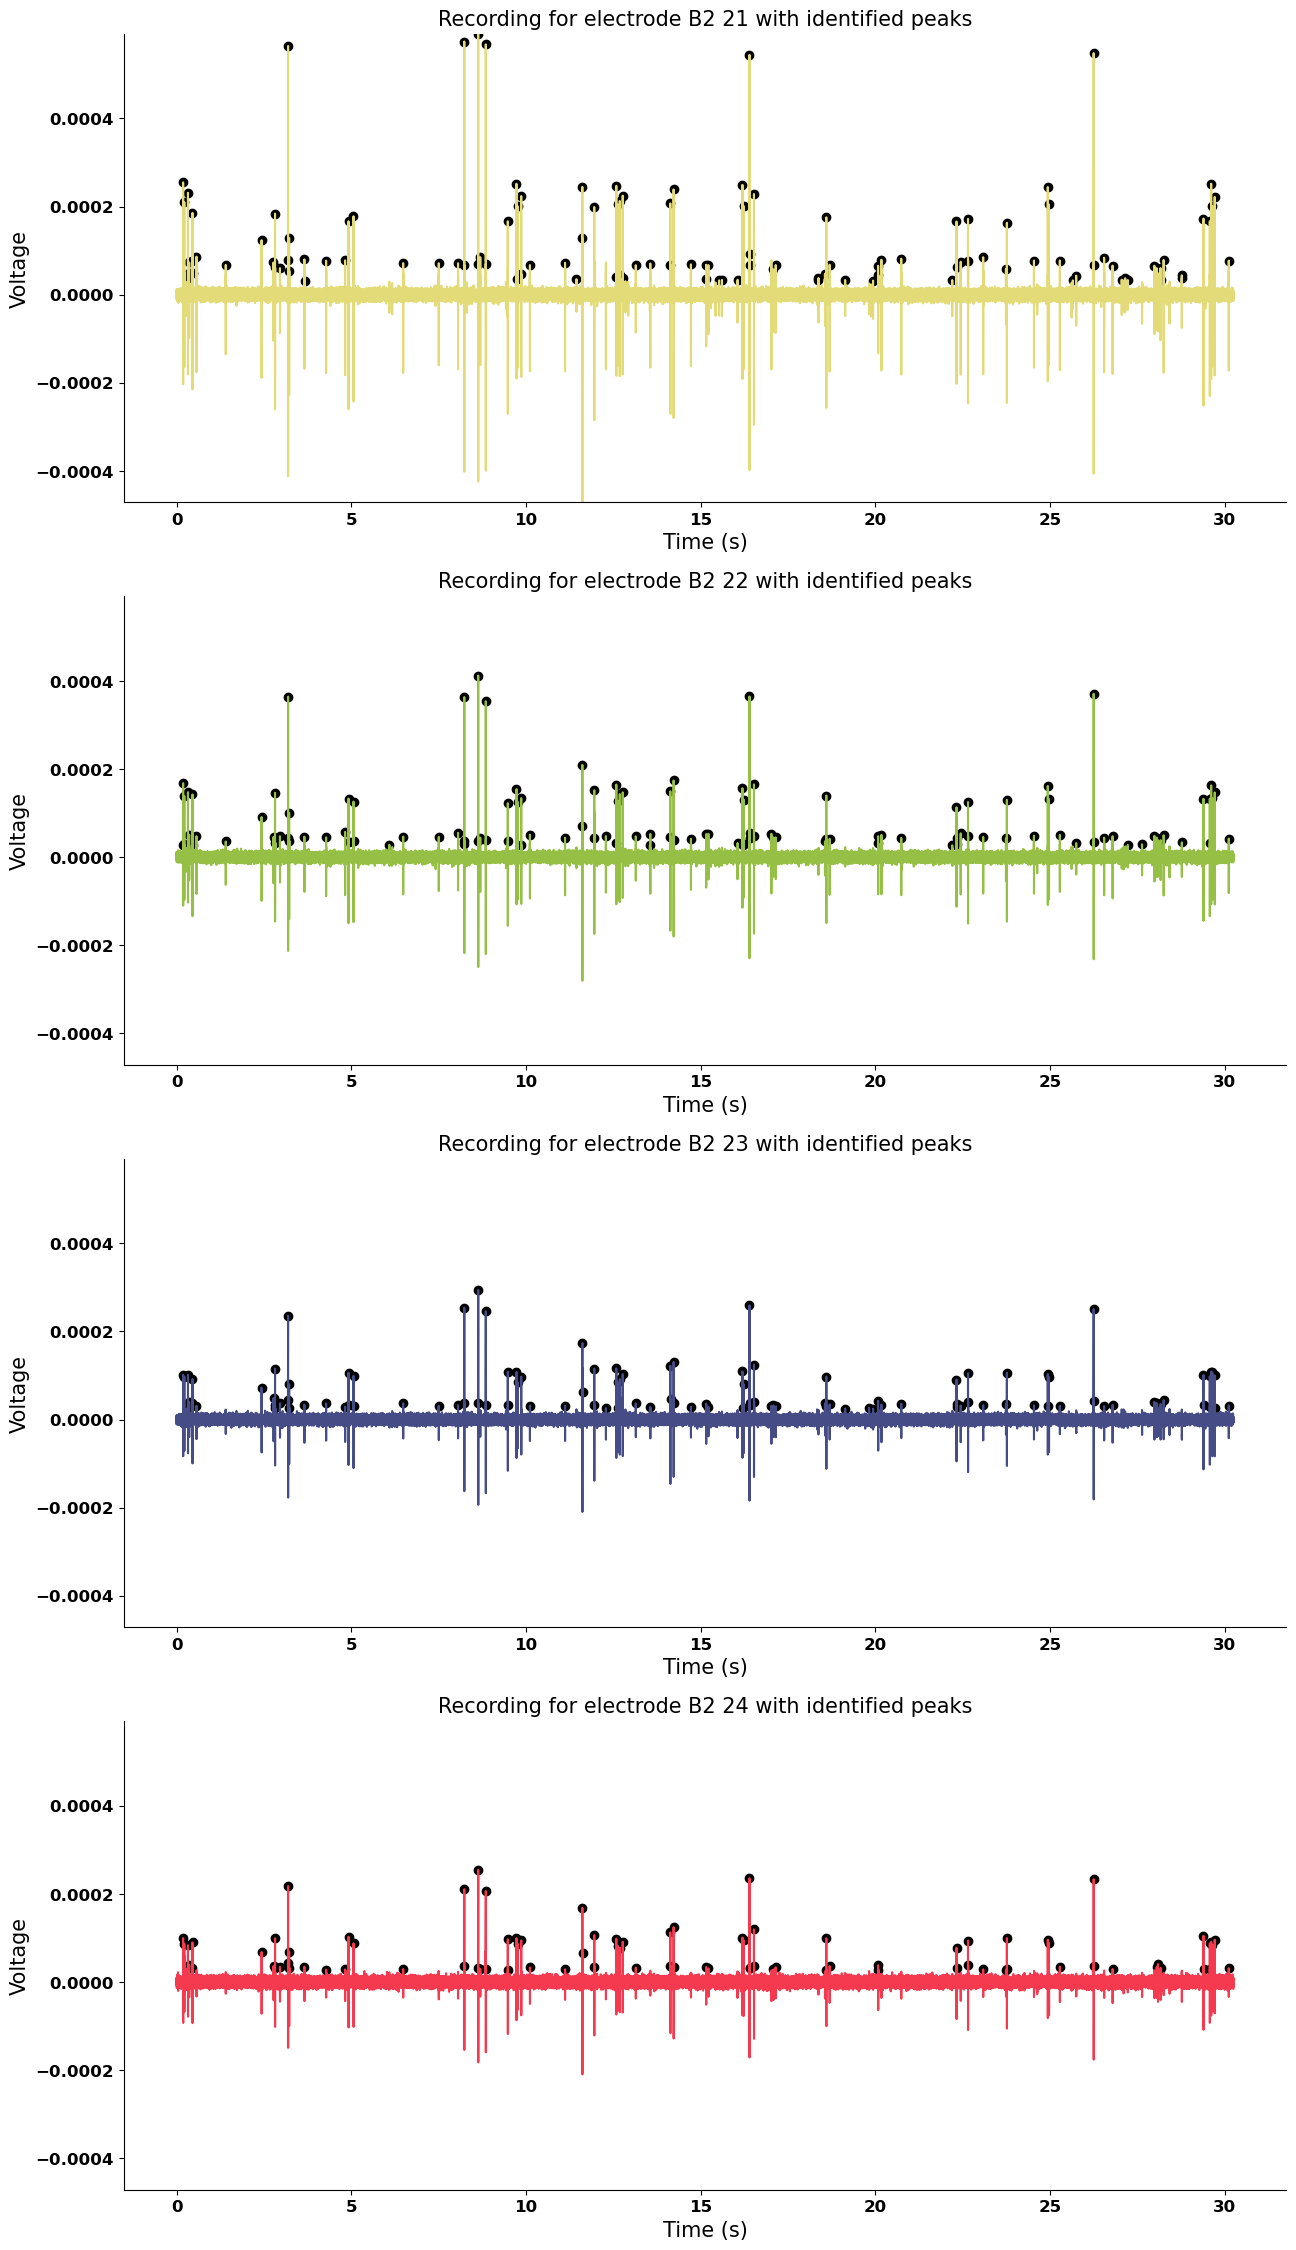 Recording for electrode B2 21 with identified peaks
Voltage
0.0004
0.0002
0.0000
−0.0002
−0.0004
0 5 10 15 20 25 30
Time (s)
Recording for electrode B2 22 with identified peaks
Voltage
0.0004
0.0002
0.0000
−0.0002
−0.0004
0 5 10 15 20 25 30
Time (s)
Recording for electrode B2 23 with identified peaks
Voltage
0.0004
0.0002
0.0000
−0.0002
−0.0004
0 5 10 15 20 25 30
Time (s)
Recording for electrode B2 24 with identified peaks
Voltage
0.0004
0.0002
0.0000
−0.0002
−0.0004
0 5 10 15 20 25 30
Time (s)